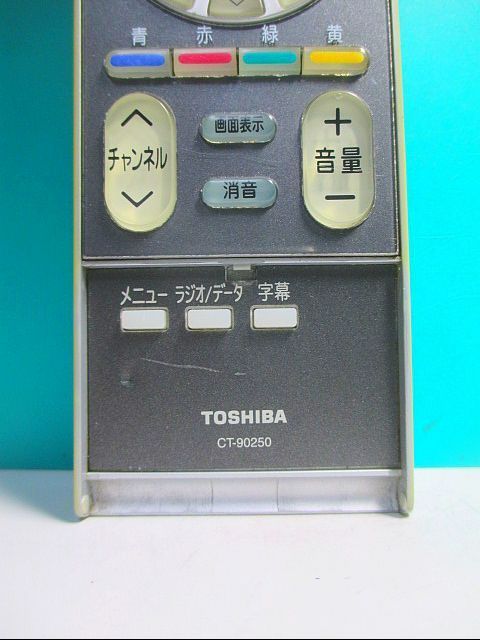 青 赤 緑 黄
チャンネル 画面表示 + 音量 −
消音
メニュー ラジオ/データ 字幕
TOSHIBA
CT-90250